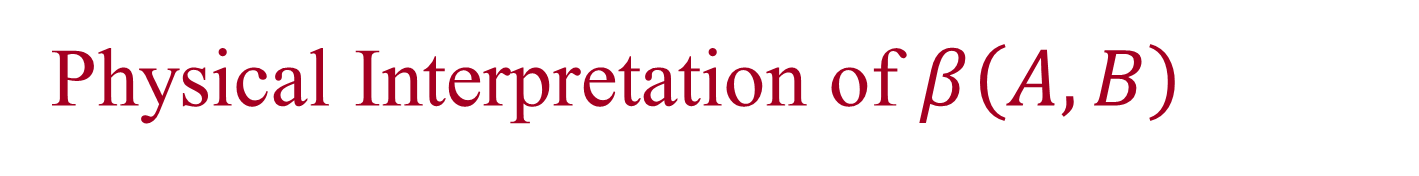 Physical Interpretation of 𝛽(𝐴, 𝐵)